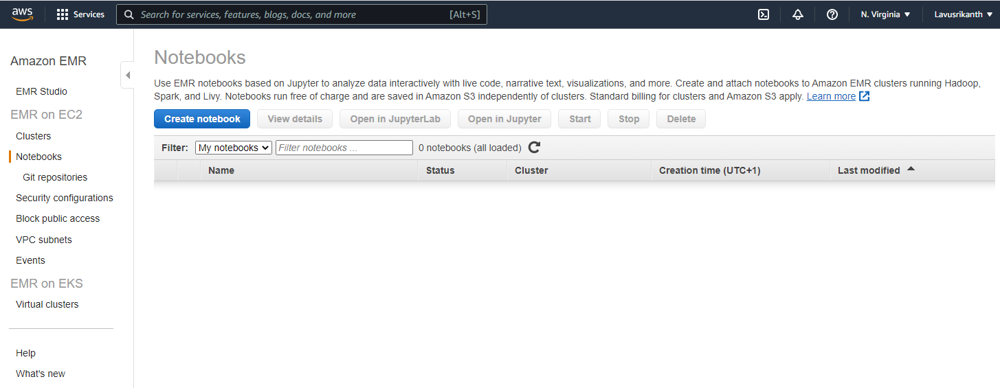 aws Services Search for services, features, blogs, docs, and more [Alt+S] N. Virginia Lavusrikanth
Amazon EMR
EMR Studio
EMR on EC2
Clusters
Notebooks
Git repositories
Security configurations
Block public access
VPC subnets
Events
EMR on EKS
Virtual clusters
Help
What's new
Notebooks
Use EMR notebooks based on Jupyter to analyze data interactively with live code, narrative text, visualizations, and more. Create and attach notebooks to Amazon EMR clusters running Hadoop,
Spark, and Livy. Notebooks run free of charge and are saved in Amazon S3 independently of clusters. Standard billing for clusters and Amazon S3 apply. Learn more
Create notebook View details Open in JupyterLab Open in Jupyter Start Stop Delete
Filter: My notebooks Filter notebooks ... 0 notebooks (all loaded)
Name Status Cluster Creation time (UTC+1) Last modified